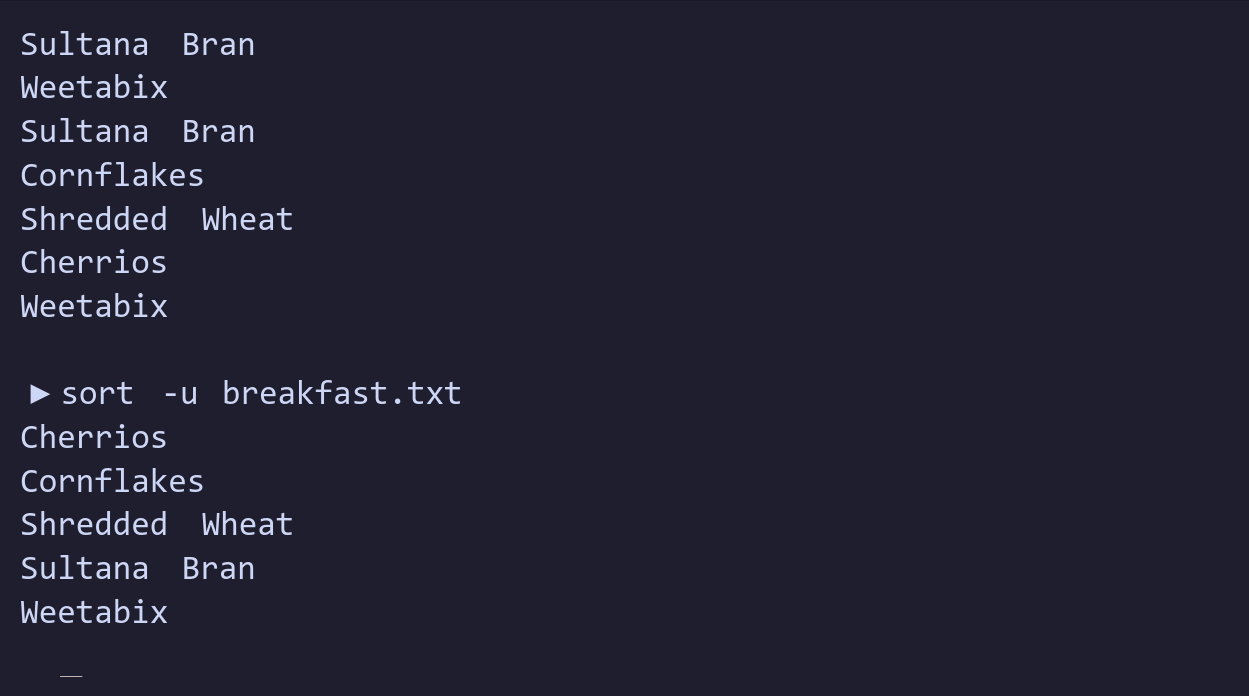 Sultana Bran
Weetabix
Sultana Bran
Cornflakes
Shredded Wheat
Cherrios
Weetabix
►sort -u breakfast.txt
Cherrios
Cornflakes
Shredded Wheat
Sultana Bran
Weetabix
_